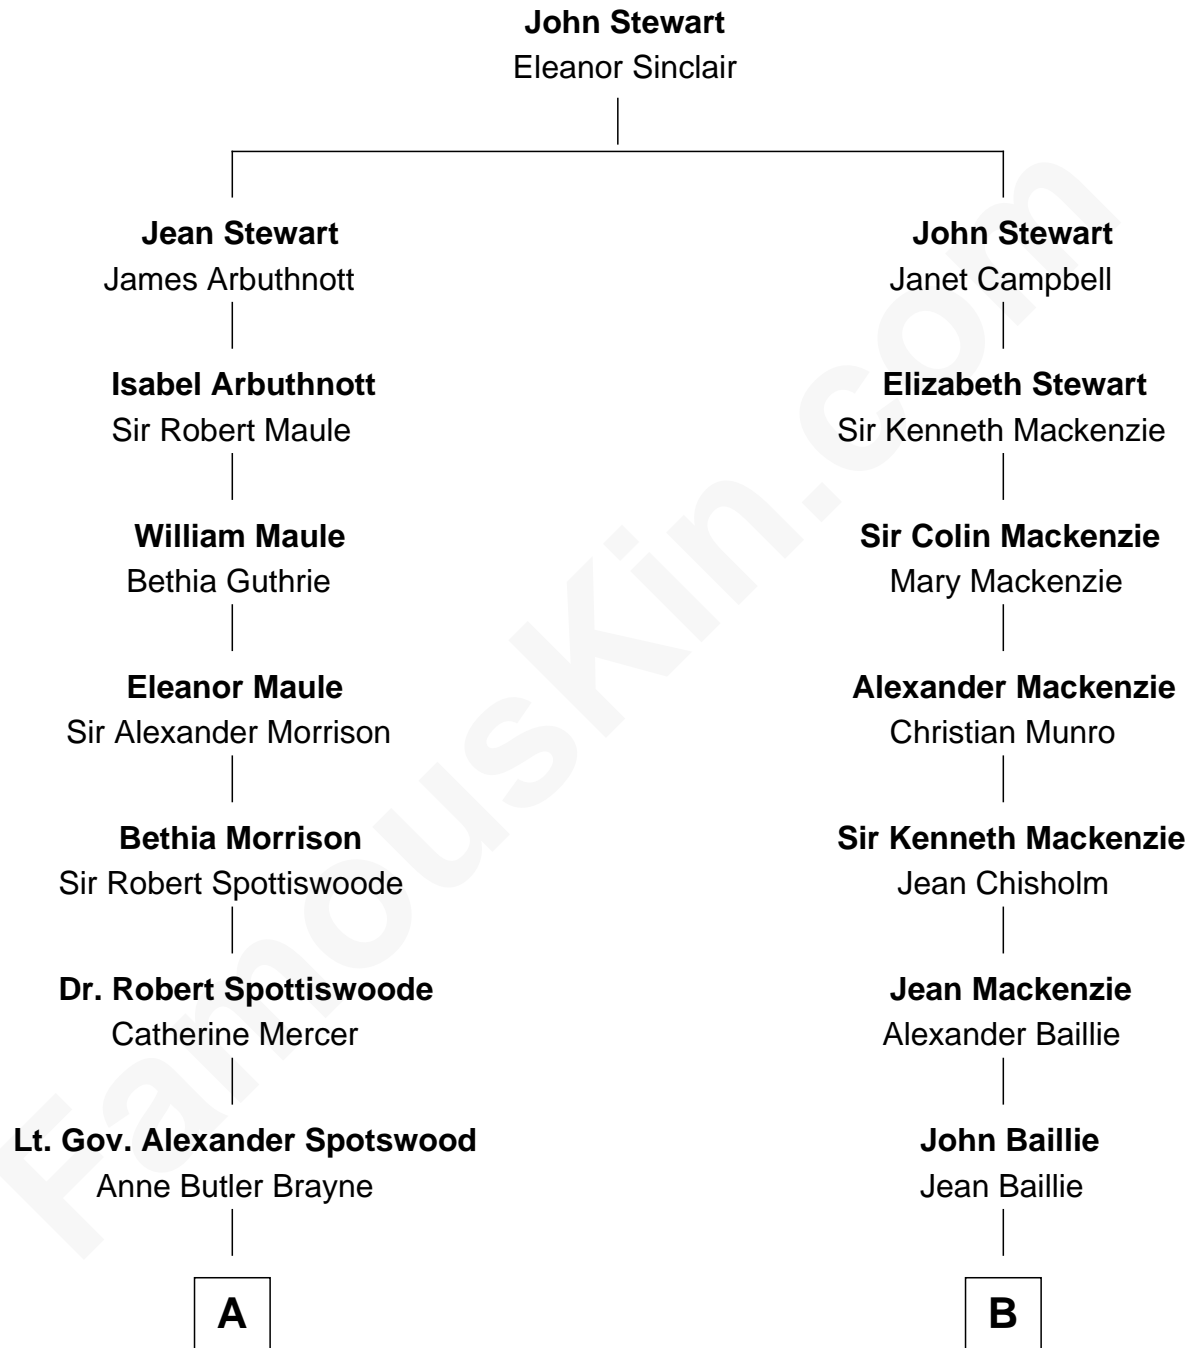 John Stewart
Eleanor Sinclair
Jean Stewart
James Arbuthnott
Isabel Arbuthnott
Sir Robert Maule
William Maule
Bethia Guthrie
Eleanor Maule
Sir Alexander Morrison
Bethia Morrison
Sir Robert Spottiswoode
Dr. Robert Spottiswoode
Catherine Mercer
Lt. Gov. Alexander Spotswood
Anne Butler Brayne
A
John Stewart
Janet Campbell
Elizabeth Stewart
Sir Kenneth Mackenzie
Sir Colin Mackenzie
Mary Mackenzie
Alexander Mackenzie
Christian Munro
Sir Kenneth Mackenzie
Jean Chisholm
Jean Mackenzie
Alexander Baillie
John Baillie
Jean Baillie
B
FamousKin.com